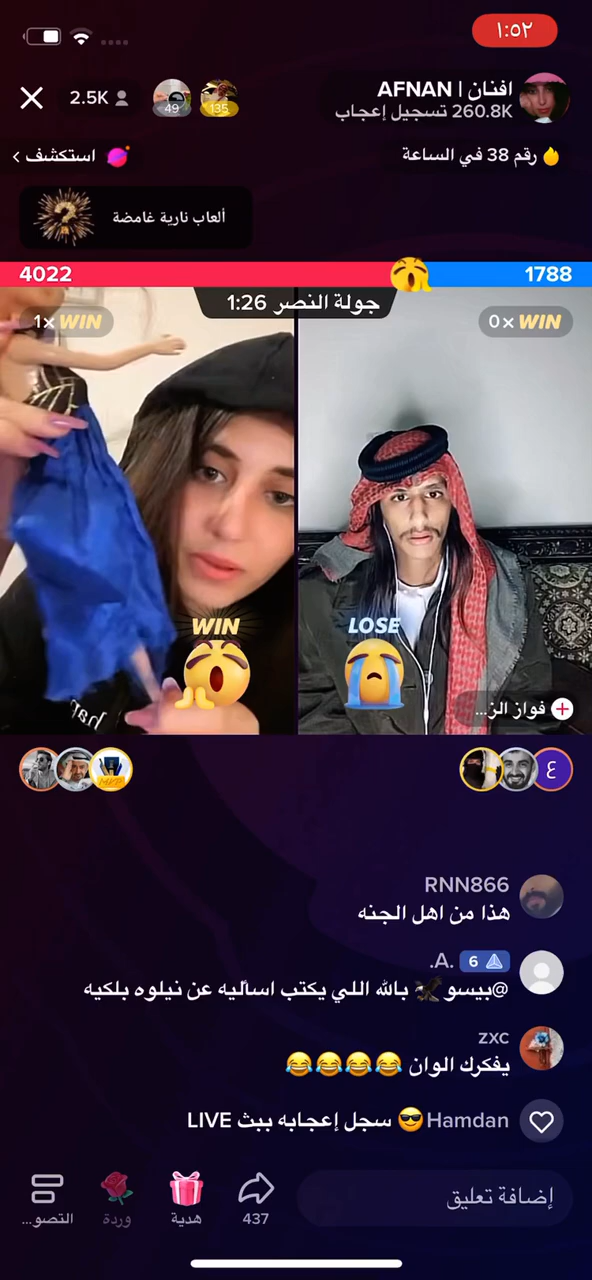 ١:٥٢
افنان | AFNAN
260.8K تسجيل إعجاب
2.5K
49
135
رقم 38 في الساعة
استكشف
ألعاب نارية غامضة
4022
1788
جولة النصر 1:26
1× WIN
0× WIN
WIN
LOSE
hap
فواز الز...
ع
RNN866
هذا من اهل الجنه
.A.
6
@بيسو🦅 بالله اللي يكتب اساليه عن نيلوه بلكيه
zxc
يفكرك الوان 😂😂😂😂
Hamdan😎 سجل إعجابه ببث LIVE
إضافة تعليق
437
هدية
وردة
التصو...